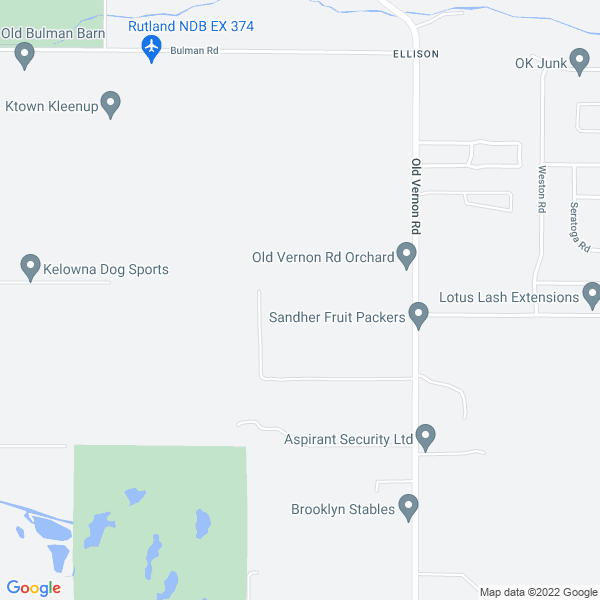 Rutland NDB EX 374
Old Bulman Barn
Bulman Rd
ELLISON
OK Junk
Ktown Kleenup
Old Vernon Rd
Weston Rd
Seratoga Rd
Old Vernon Rd Orchard
Kelowna Dog Sports
Lotus Lash Extensions
Sandher Fruit Packers
Aspirant Security Ltd
Brooklyn Stables
Google
Map data ©2022 Google